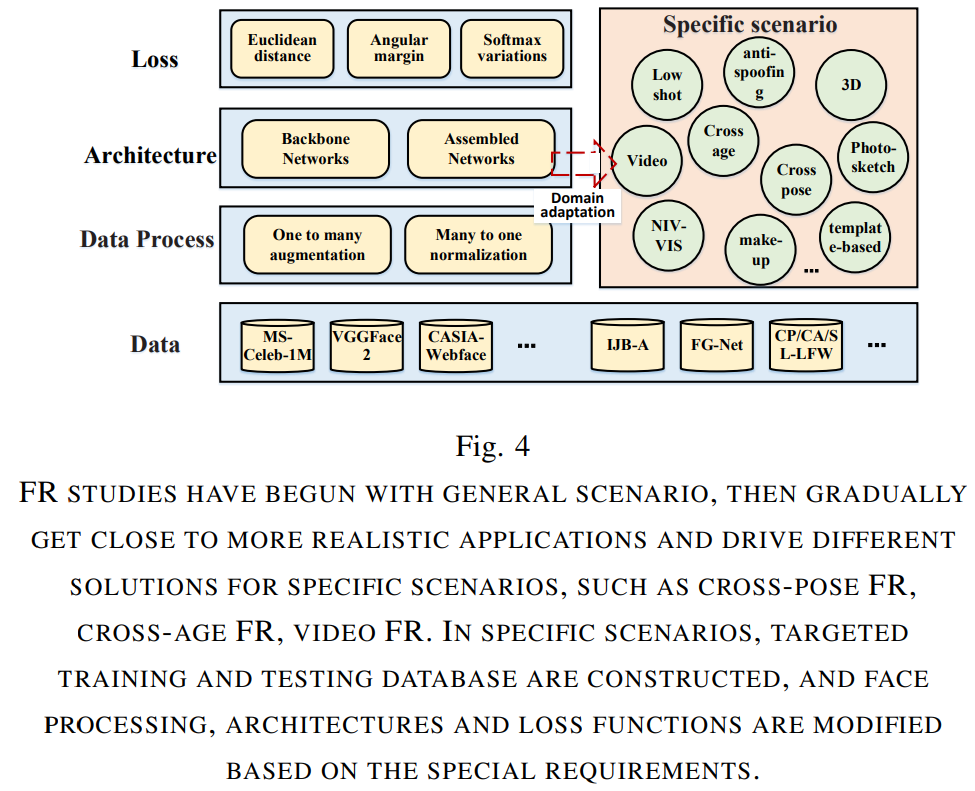 Specific scenario
Loss
Euclidean
distance
Angular
margin
Softmax
variations
Low
shot
anti-
spoofin
g
3D
Architecture
Backbone
Networks
Assembled
Networks
Video
Cross
age
Cross
pose
Photo-
sketch
Domain
adaptation
Data Process
One to many
augmentation
Many to one
normalization
NIV-
VIS
make-
up
templat
e-based
...
Data
MS-
Celeb-1M
VGGFace
2
CASIA-
Webface
...
IJB-A
FG-Net
CP/CA/S
L-LFW
...
Fig. 4
FR STUDIES HAVE BEGUN WITH GENERAL SCENARIO, THEN GRADUALLY
GET CLOSE TO MORE REALISTIC APPLICATIONS AND DRIVE DIFFERENT
SOLUTIONS FOR SPECIFIC SCENARIOS, SUCH AS CROSS-POSE FR,
CROSS-AGE FR, VIDEO FR. IN SPECIFIC SCENARIOS, TARGETED
TRAINING AND TESTING DATABASE ARE CONSTRUCTED, AND FACE
PROCESSING, ARCHITECTURES AND LOSS FUNCTIONS ARE MODIFIED
BASED ON THE SPECIAL REQUIREMENTS.